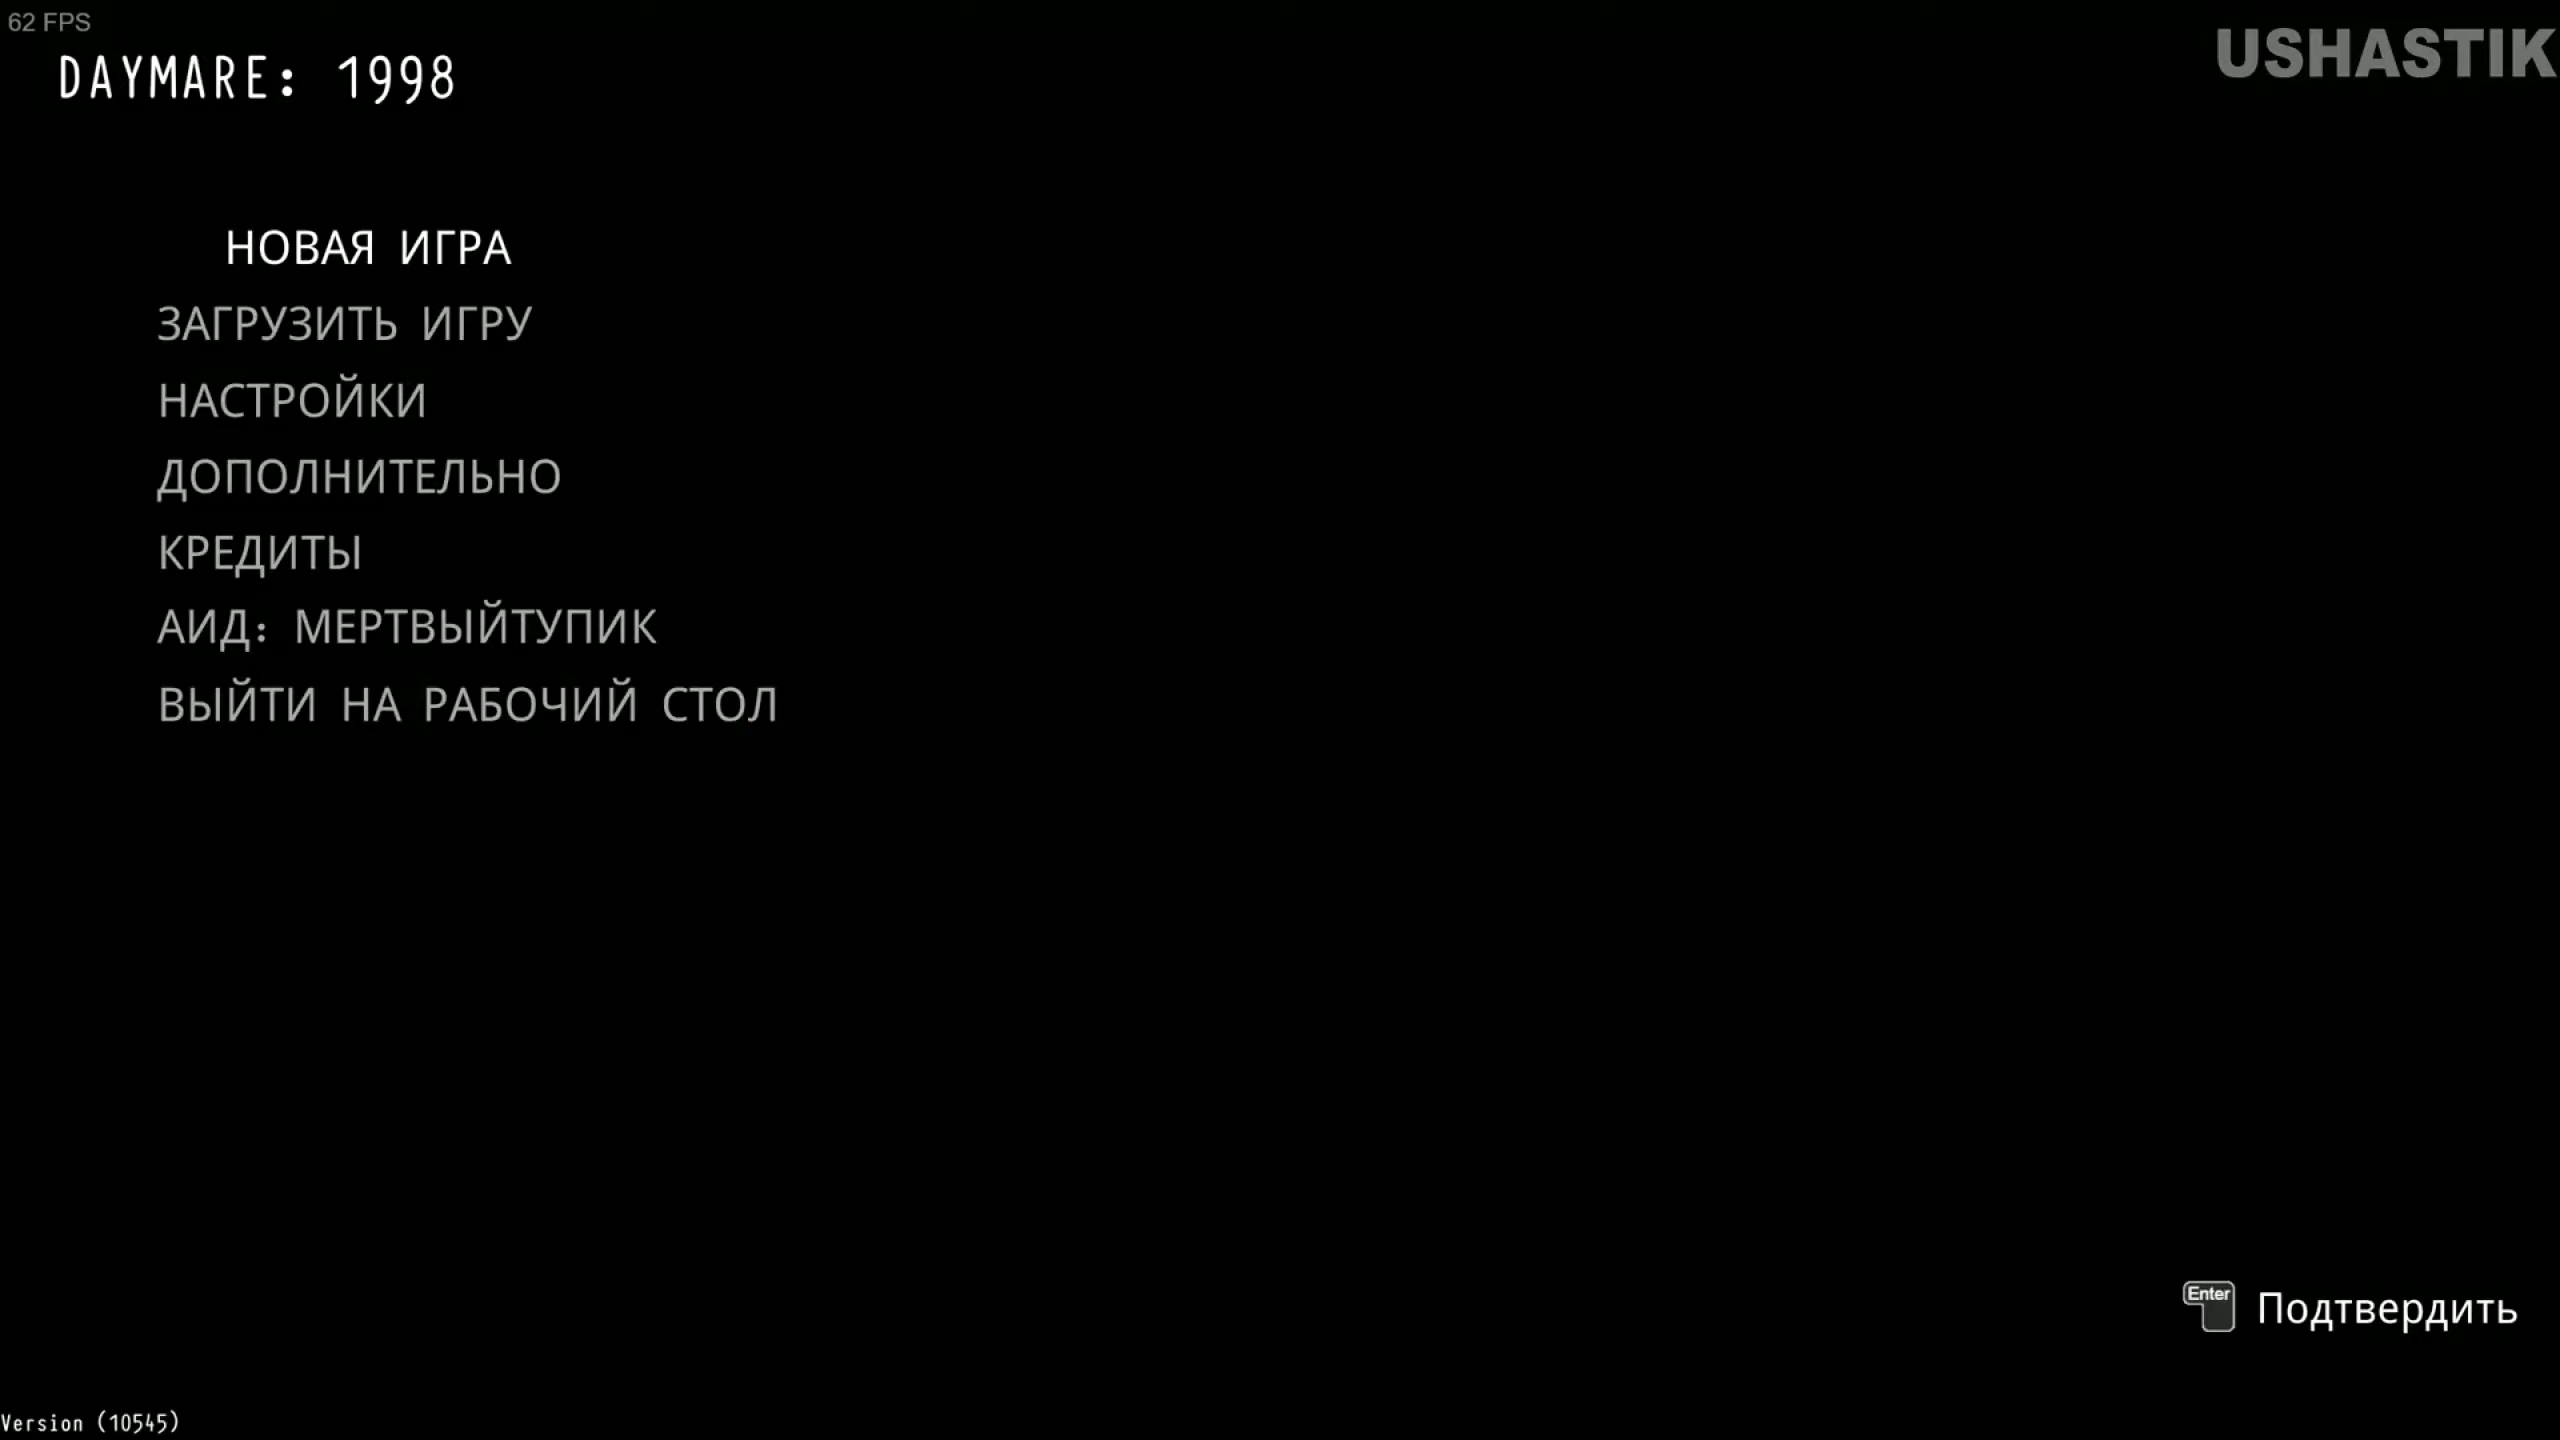 62 FPS
USHASTIK
DAYMARE: 1998
НОВАЯ ИГРА
ЗАГРУЗИТЬ ИГРУ
НАСТРОЙКИ
ДОПОЛНИТЕЛЬНО
КРЕДИТЫ
АИД: МЕРТВЫЙТУПИК
ВЫЙТИ НА РАБОЧИЙ СТОЛ
Enter Подтвердить
Version (10545)